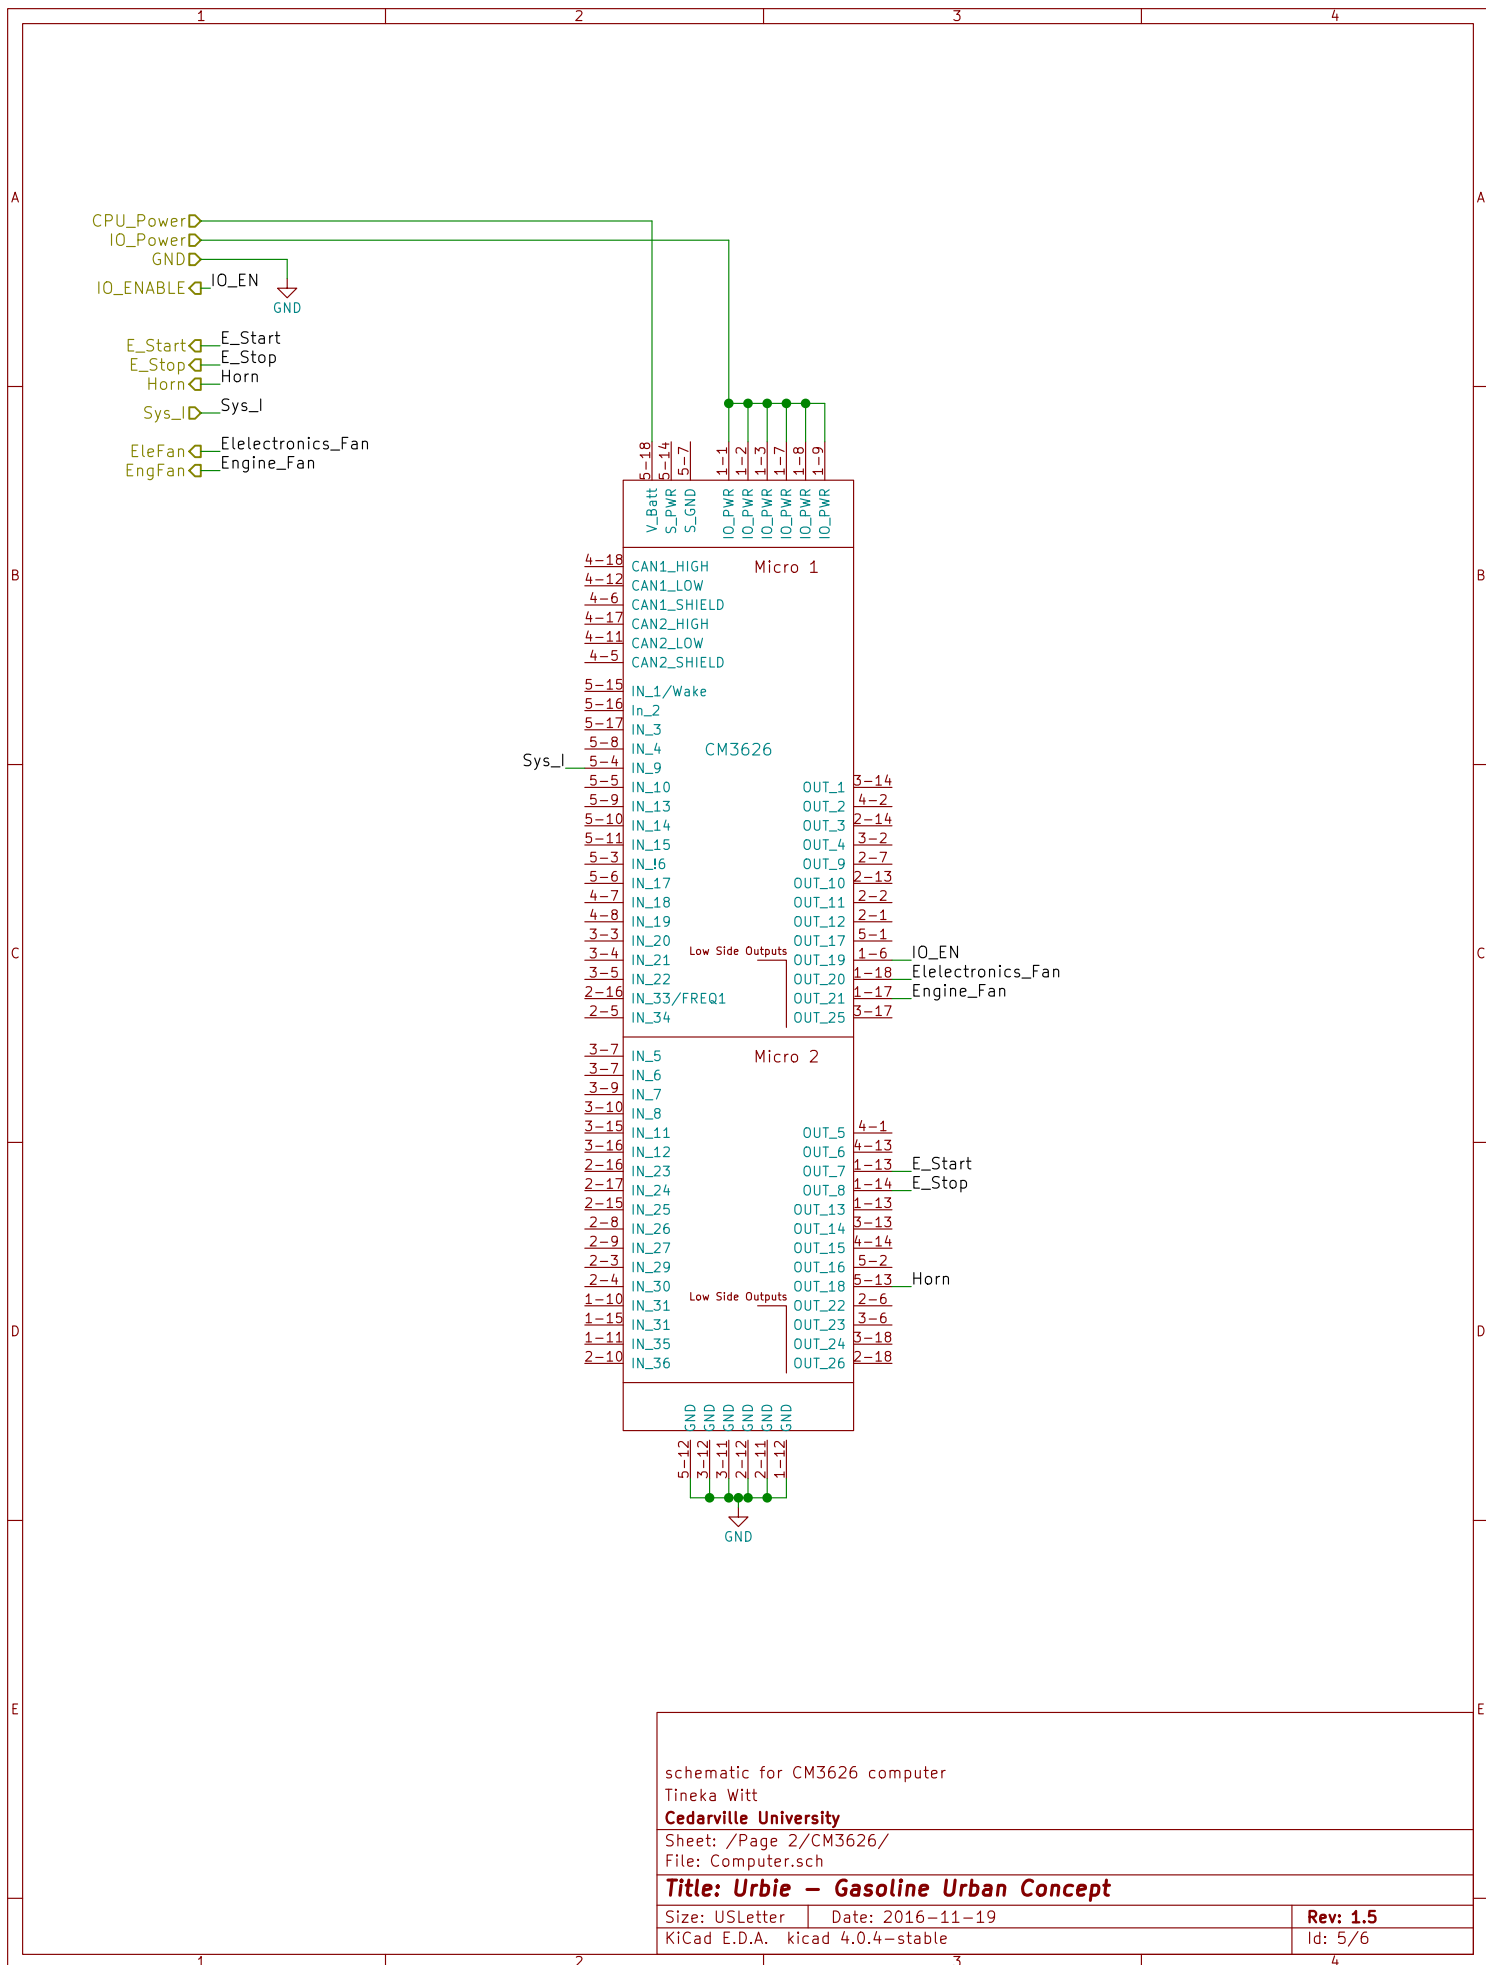 1 2 3 4
A A
CPU_Power
IO_Power
GND
IO_ENABLE IO_EN
GND
E_Start E_Start
E_Stop E_Stop
Horn Horn
Sys_I Sys_I
EleFan Elelectronics_Fan
EngFan Engine_Fan
5-18 5-14 5-7 1-1 1-2 1-3 1-7 1-8 1-9
V_Batt S_PWR S_GND IO_PWR IO_PWR IO_PWR IO_PWR IO_PWR IO_PWR
B B
Micro 1
4-18 CAN1_HIGH
4-12 CAN1_LOW
4-6 CAN1_SHIELD
4-17 CAN2_HIGH
4-11 CAN2_LOW
4-5 CAN2_SHIELD
5-15 IN_1/Wake
5-16 In_2
5-17 IN_3
5-8 IN_4
CM3626
Sys_I 5-4 IN_9
5-5 IN_10 OUT_1 3-14
5-9 IN_13 OUT_2 4-2
5-10 IN_14 OUT_3 2-14
5-11 IN_15 OUT_4 3-2
5-3 IN_!6 OUT_9 2-7
5-6 IN_17 OUT_10 2-13
4-7 IN_18 OUT_11 2-2
4-8 IN_19 OUT_12 2-1
3-3 IN_20 OUT_17 5-1
C C
Low Side Outputs
3-4 IN_21 OUT_19 1-6 IO_EN
3-5 IN_22 OUT_20 1-18 Elelectronics_Fan
2-16 IN_33/FREQ1 OUT_21 1-17 Engine_Fan
2-5 IN_34 OUT_25 3-17
Micro 2
3-7 IN_5
3-7 IN_6
3-9 IN_7
3-10 IN_8
3-15 IN_11 OUT_5 4-1
3-16 IN_12 OUT_6 4-13
2-16 IN_23 OUT_7 1-13 E_Start
2-17 IN_24 OUT_8 1-14 E_Stop
2-15 IN_25 OUT_13 1-13
2-8 IN_26 OUT_14 3-13
2-9 IN_27 OUT_15 4-14
2-3 IN_29 OUT_16 5-2
2-4 IN_30 OUT_18 5-13 Horn
Low Side Outputs
1-10 IN_31 OUT_22 2-6
1-15 IN_31 OUT_23 3-6
D D
1-11 IN_35 OUT_24 3-18
2-10 IN_36 OUT_26 2-18
GND GND GND GND GND GND
5-12 3-12 3-11 2-12 2-11 1-12
GND
E E
schematic for CM3626 computer
Tineka Witt
Cedarville University
Sheet: /Page 2/CM3626/
File: Computer.sch
Title: Urbie – Gasoline Urban Concept
Size: USLetter Date: 2016-11-19 Rev: 1.5
KiCad E.D.A. kicad 4.0.4-stable Id: 5/6
1 2 3 4